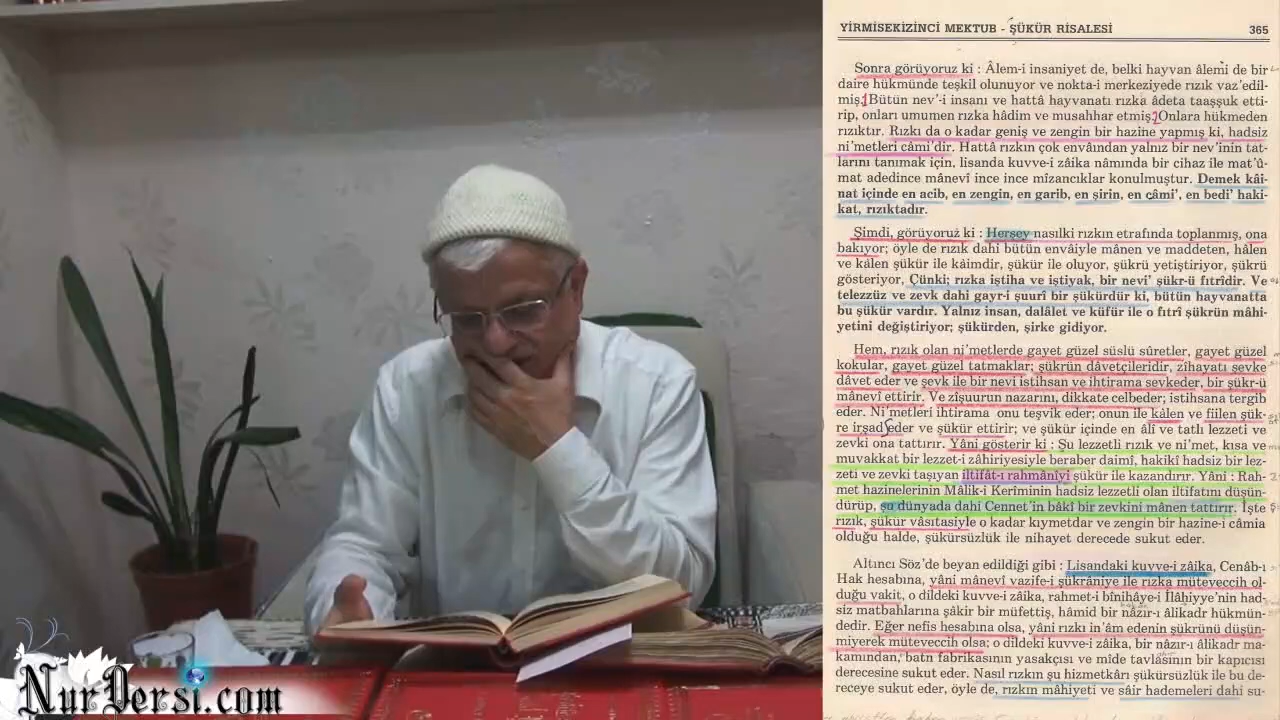 YİRMİSEKİZİNCİ MEKTUB - ŞÜKÜR RİSALESİ 365
Sonra görüyoruz ki : Âlem-i insaniyet de, belki hayvan âlemi de bir
daire hükmünde teşkil olunuyor ve nokta-i merkeziyede rızık vaz'edil-
miş.1Bütün nev'-i insanı ve hattâ hayvanatı rızka âdeta taaşşuk etti-
rip, onları umumen rızka hâdim ve musahhar etmiş.2Onlara hükmeden
rızıktır. Rızkı da o kadar geniş ve zengin bir hazine yapmış ki, hadsiz
ni'metleri câmi'dir. Hattâ rızkın çok envâından yalnız bir nev'inin tat-
larını tanımak için, lisanda kuvve-i zâika nâmında bir cihaz ile mat'û-
mat adedince mânevî ince ince mîzancıklar konulmuştur. Demek kâi-
nat içinde en acib, en zengin, en garib, en şirin, en câmi', en bedi' haki-
kat, rızıktadır.
Şimdi, görüyoruz ki : Herşey nasılki rızkın etrafında toplanmış, ona
bakıyor; öyle de rızık dahi bütün envâiyle mânen ve maddeten, hâlen
ve kâlen şükür ile kâimdir, şükür ile oluyor, şükrü yetiştiriyor, şükrü
gösteriyor, Çünki; rızka iştiha ve iştiyak, bir nevi' şükr-ü fıtrîdir. Ve
telezzüz ve zevk dahi gayr-i şuurî bir şükürdür ki, bütün hayvanatta
bu şükür vardır. Yalnız insan, dalâlet ve küfür ile o fıtrî şükrün mâhi-
yetini değiştiriyor; şükürden, şirke gidiyor.
Hem, rızık olan ni'metlerde gayet güzel süslü sûretler, gayet güzel
kokular, gayet güzel tatmaklar; şükrün dâvetçileridir, zîhayatı şevke
dâvet eder ve şevk ile bir nevi istihsan ve ihtirama sevkeder, bir şükr-ü
mânevî ettirir. Ve zişuurun nazarını, dikkate celbeder; istihsana tergib
eder. Ni'metleri ihtirama onu teşvik eder; onun ile kâlen ve fiilen şük-
re irşad eder ve şükür ettirir; ve şükür içinde en âlî ve tatlı lezzeti ve
zevki ona tattırır. Yâni gösterir ki : Şu lezzetli rızık ve ni'met, kısa ve
muvakkat bir lezzet-i zâhiriyesiyle beraber daimî, hakikî hadsiz bir lez-
zeti ve zevki taşıyan iltifât-ı rahmânîyi şükür ile kazandırır. Yâni : Rah-
met hazinelerinin Mâlik-i Kerîminin hadsiz lezzetli olan iltifatını düşün-
dürüp, şu dünyada dahi Cennet'in bâki bir zevkini mânen tattırır. İşte
rızık, şükür vâsıtasiyle o kadar kıymetdar ve zengin bir hazine-i câmia
olduğu halde, şükürsüzlük ile nihayet derecede sukut eder.
Altıncı Söz'de beyan edildiği gibi : Lisandaki kuvve-i zâika, Cenâb-ı
Hak hesabına, yâni mânevî vazife-i şükrâniye ile rızka müteveccih ol-
duğu vakit, o dildeki kuvve-i zâika, rahmet-i bînihâye-i İlâhiyye'nin had-
siz matbahlarına şâkir bir müfettiş, hâmid bir nâzır-ı âlikadr hükmün-
dedir. Eğer nefis hesabına olsa, yâni rızkı in'âm edenin şükrünü düşün-
miyerek müteveccih olsa; o dildeki kuvve-i zâika, bir nâzır-ı âlikadr ma-
kamından, batn fabrikasının yasakçısı ve mîde tavlasının bir kapıcısı
derecesine sukut eder. Nasıl rızkın şu hizmetkârı şükürsüzlük ile bu de-
receye sukut eder, öyle de, rızkın mâhiyeti ve sâir hademeleri dahi su-
NurDersi.com